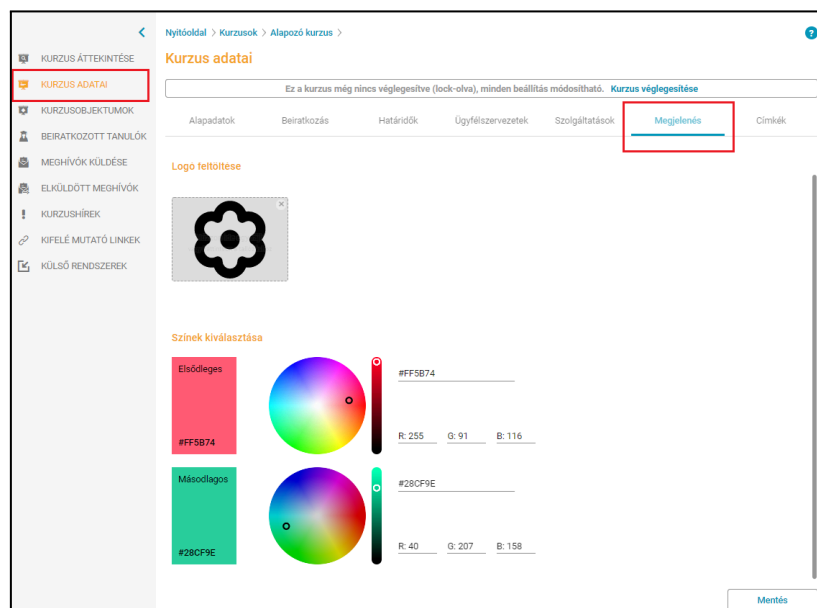 Nyitóoldal > Kurzusok > Alapozó kurzus >
?
Kurzus adatai
KURZUS ÁTTEKINTÉSE
KURZUS ADATAI
KURZUSOBJEKTUMOK
BEIRATKOZOTT TANULÓK
MEGHÍVÓK KÜLDÉSE
ELKÜLDÖTT MEGHÍVÓK
KURZUSHÍREK
KIFELÉ MUTATÓ LINKEK
KÜLSŐ RENDSZEREK
Ez a kurzus még nincs véglegesítve (lock-olva), minden beállítás módosítható. Kurzus véglegesítése
Alapadatok Beiratkozás Határidők Ügyfélszervezetek Szolgáltatások Megjelenés Címkék
Logo feltöltése
Színek kiválasztása
Elsődleges
#FF5B74
#FF5B74
R: 255 G: 91 B: 116
Másodlagos
#28CF9E
#28CF9E
R: 40 G: 207 B: 158
Mentés